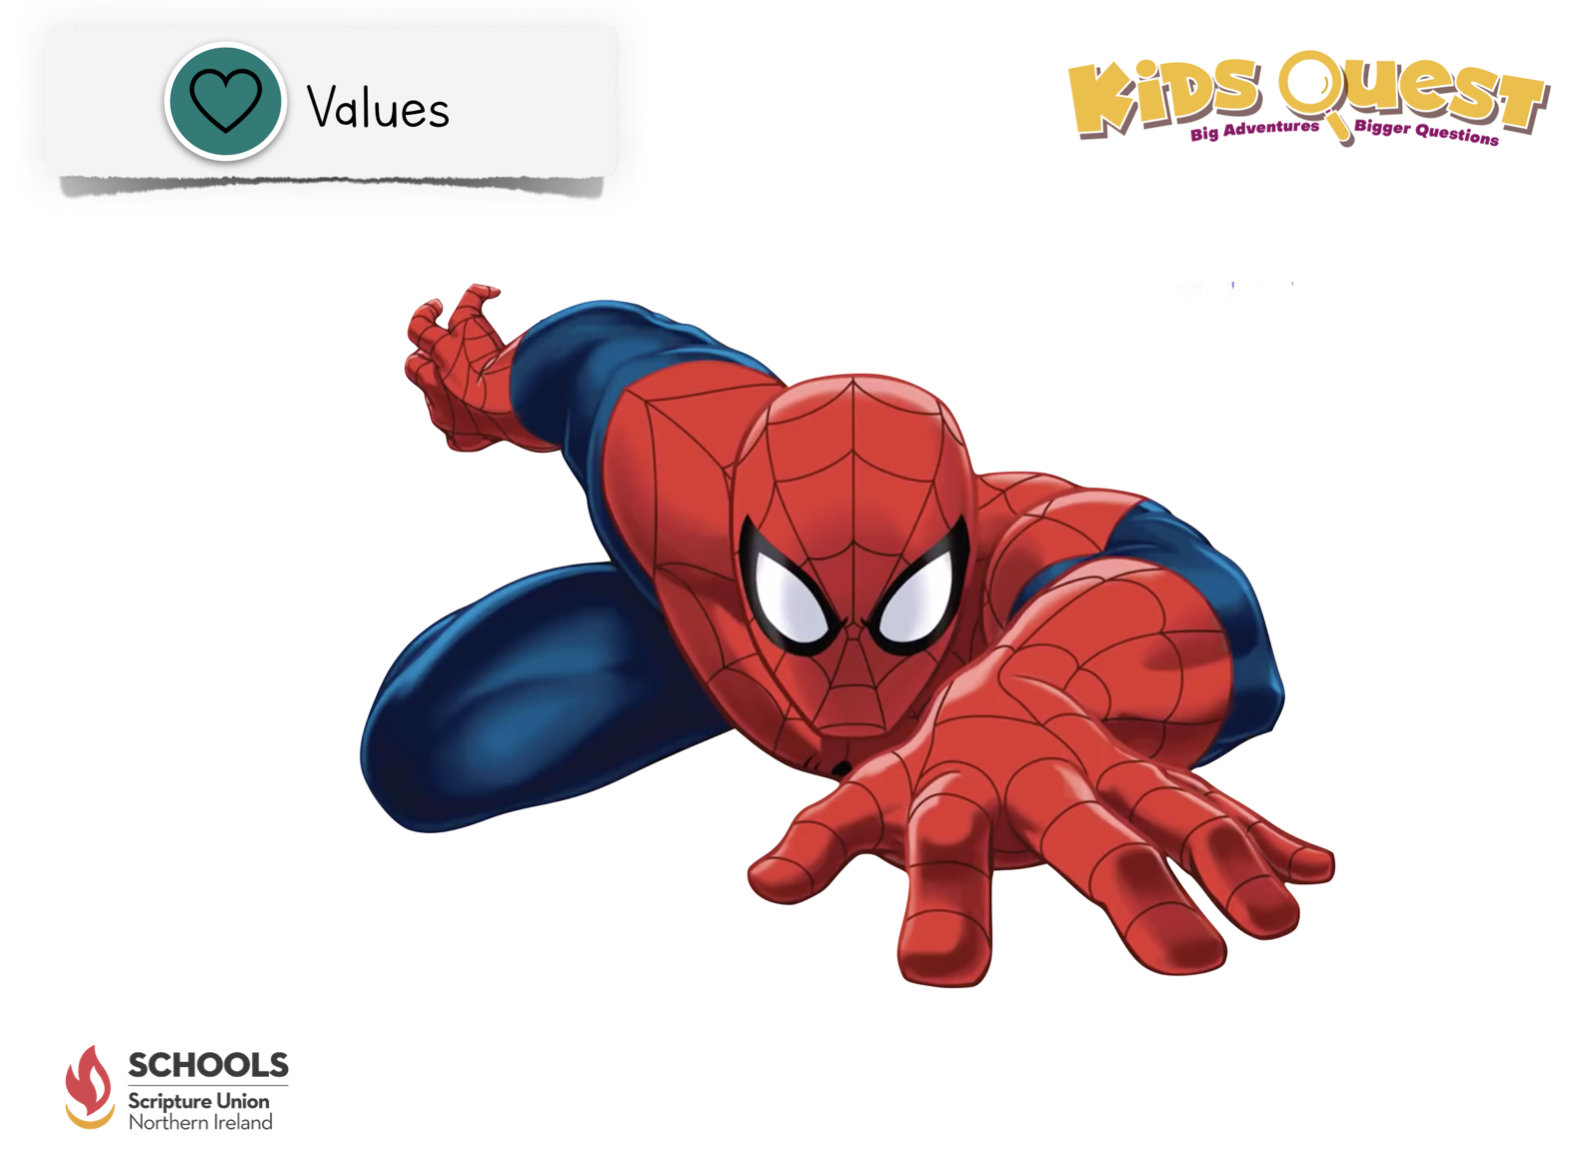 Values
KiDS QUEST
Big Adventures Bigger Questions
SCHOOLS
Scripture Union
Northern Ireland